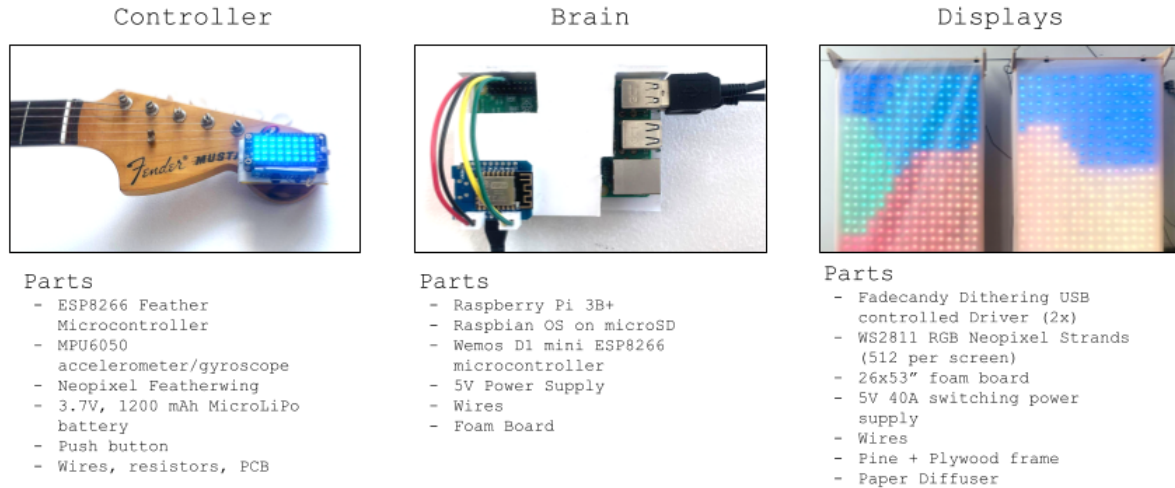 Controller
Brain
Displays
Fender® MUST
Parts
- ESP8266 Feather
Microcontroller
- MPU6050
accelerometer/gyroscope
- Neopixel Featherwing
- 3.7V, 1200 mAh MicroLiPo
battery
- Push button
- Wires, resistors, PCB
Parts
- Raspberry Pi 3B+
- Raspbian OS on microSD
- Wemos D1 mini ESP8266
microcontroller
- 5V Power Supply
- Wires
- Foam Board
Parts
- Fadecandy Dithering USB
controlled Driver (2x)
- WS2811 RGB Neopixel Strands
(512 per screen)
- 26x53” foam board
- 5V 40A switching power
supply
- Wires
- Pine + Plywood frame
- Paper Diffuser